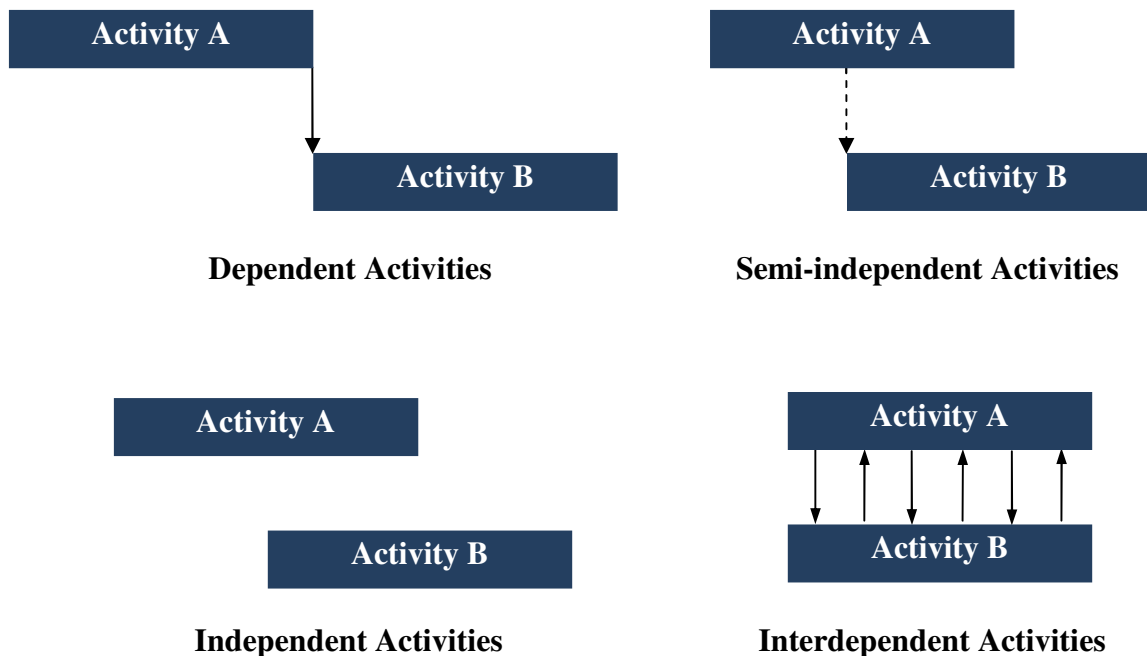 Activity A
Activity B
Dependent Activities
Activity A
Activity B
Semi-independent Activities
Activity A
Activity B
Independent Activities
Activity A
Activity B
Interdependent Activities